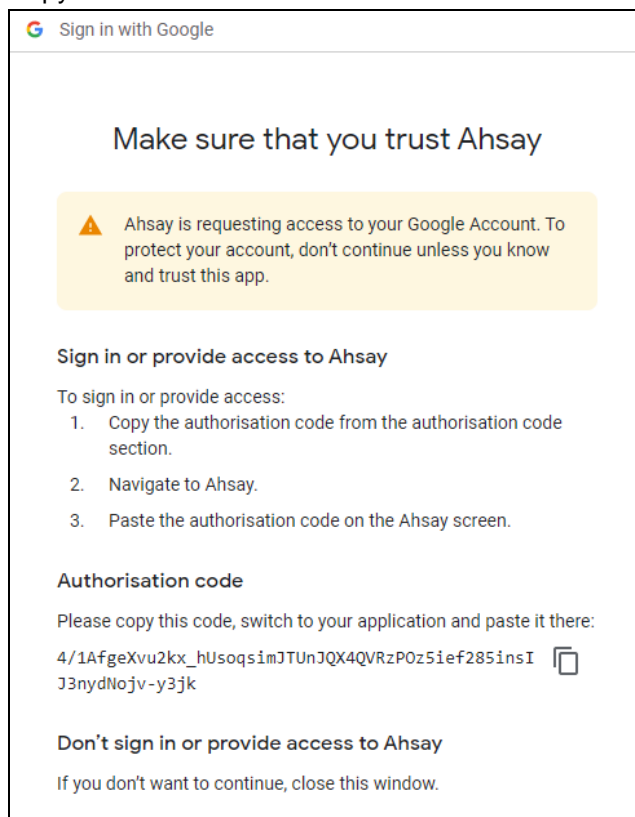 Sign in with Google
Make sure that you trust Ahsay
Ahsay is requesting access to your Google Account. To
protect your account, don't continue unless you know
and trust this app.
Sign in or provide access to Ahsay
To sign in or provide access:
1. Copy the authorisation code from the authorisation code
section.
2. Navigate to Ahsay.
3. Paste the authorisation code on the Ahsay screen.
Authorisation code
Please copy this code, switch to your application and paste it there:
4/1AfgeXvu2kx_hUsoqsimJTUnJQX4QVRzPOz5ief285insI
J3nydNojv-y3jk
Don't sign in or provide access to Ahsay
If you don't want to continue, close this window.